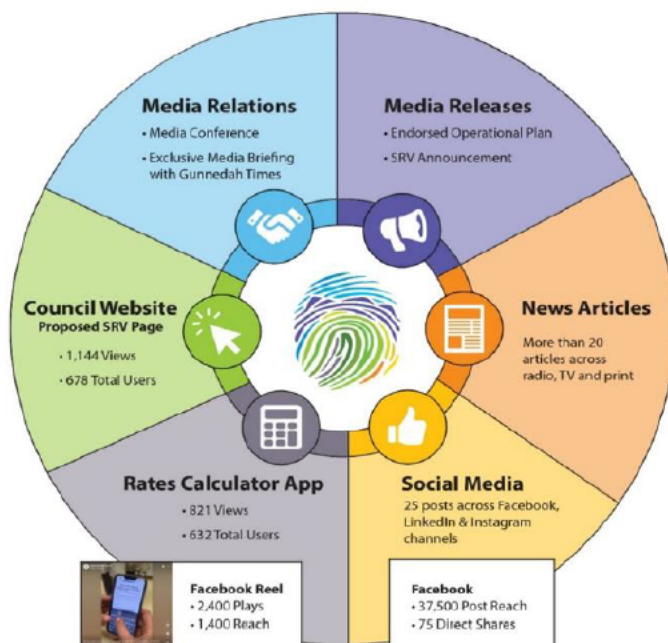 Media Relations
• Media Conference
• Exclusive Media Briefing
with Gunnedah Times
Media Releases
• Endorsed Operational Plan
• SRV Announcement
Council Website
Proposed SRV Page
• 1,144 Views
• 678 Total Users
News Articles
More than 20
articles across
radio, TV and print
Rates Calculator App
• 821 Views
• 632 Total Users
Social Media
25 posts across Facebook,
LinkedIn & Instagram
channels
Facebook Reel
• 2,400 Plays
• 1,400 Reach
Facebook
• 37,500 Post Reach
• 75 Direct Shares